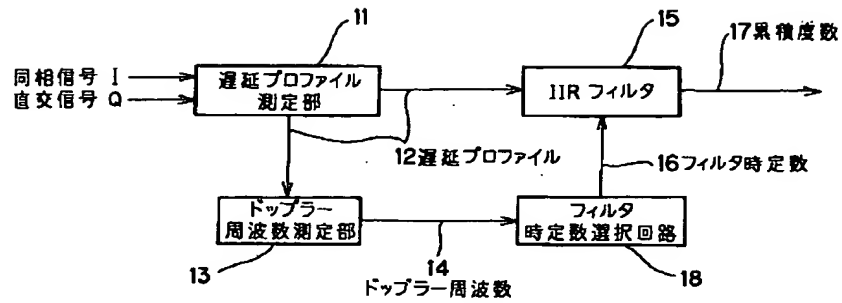 11
15
17累積度数
同相信号 I
直交信号 Q
遅延プロファイル
測定部
IIR フィルタ
12遅延プロファイル
16フィルタ時定数
ドップラー
周波数測定部
フィルタ
時定数選択回路
13
14
ドップラー周波数
18